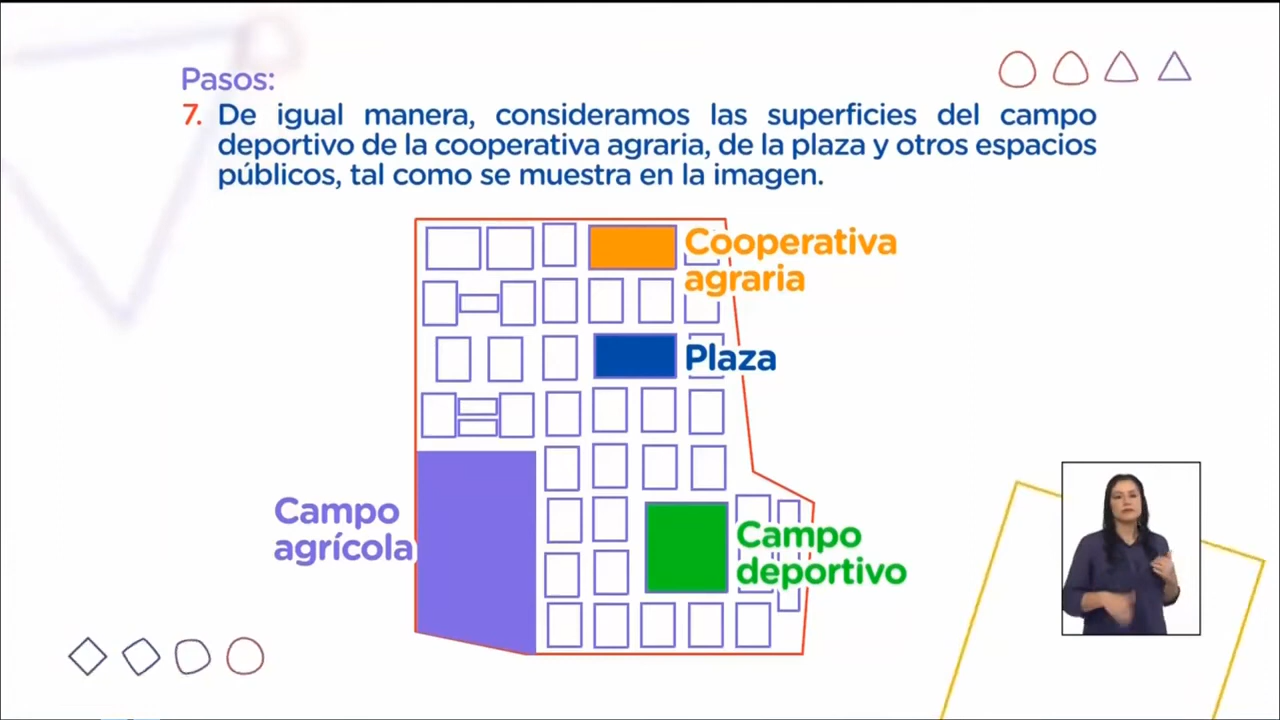 Pasos:
7. De igual manera, consideramos las superficies del campo
deportivo de la cooperativa agraria, de la plaza y otros espacios
públicos, tal como se muestra en la imagen.
Cooperativa
agraria
Plaza
Campo
agrícola
Campo
deportivo